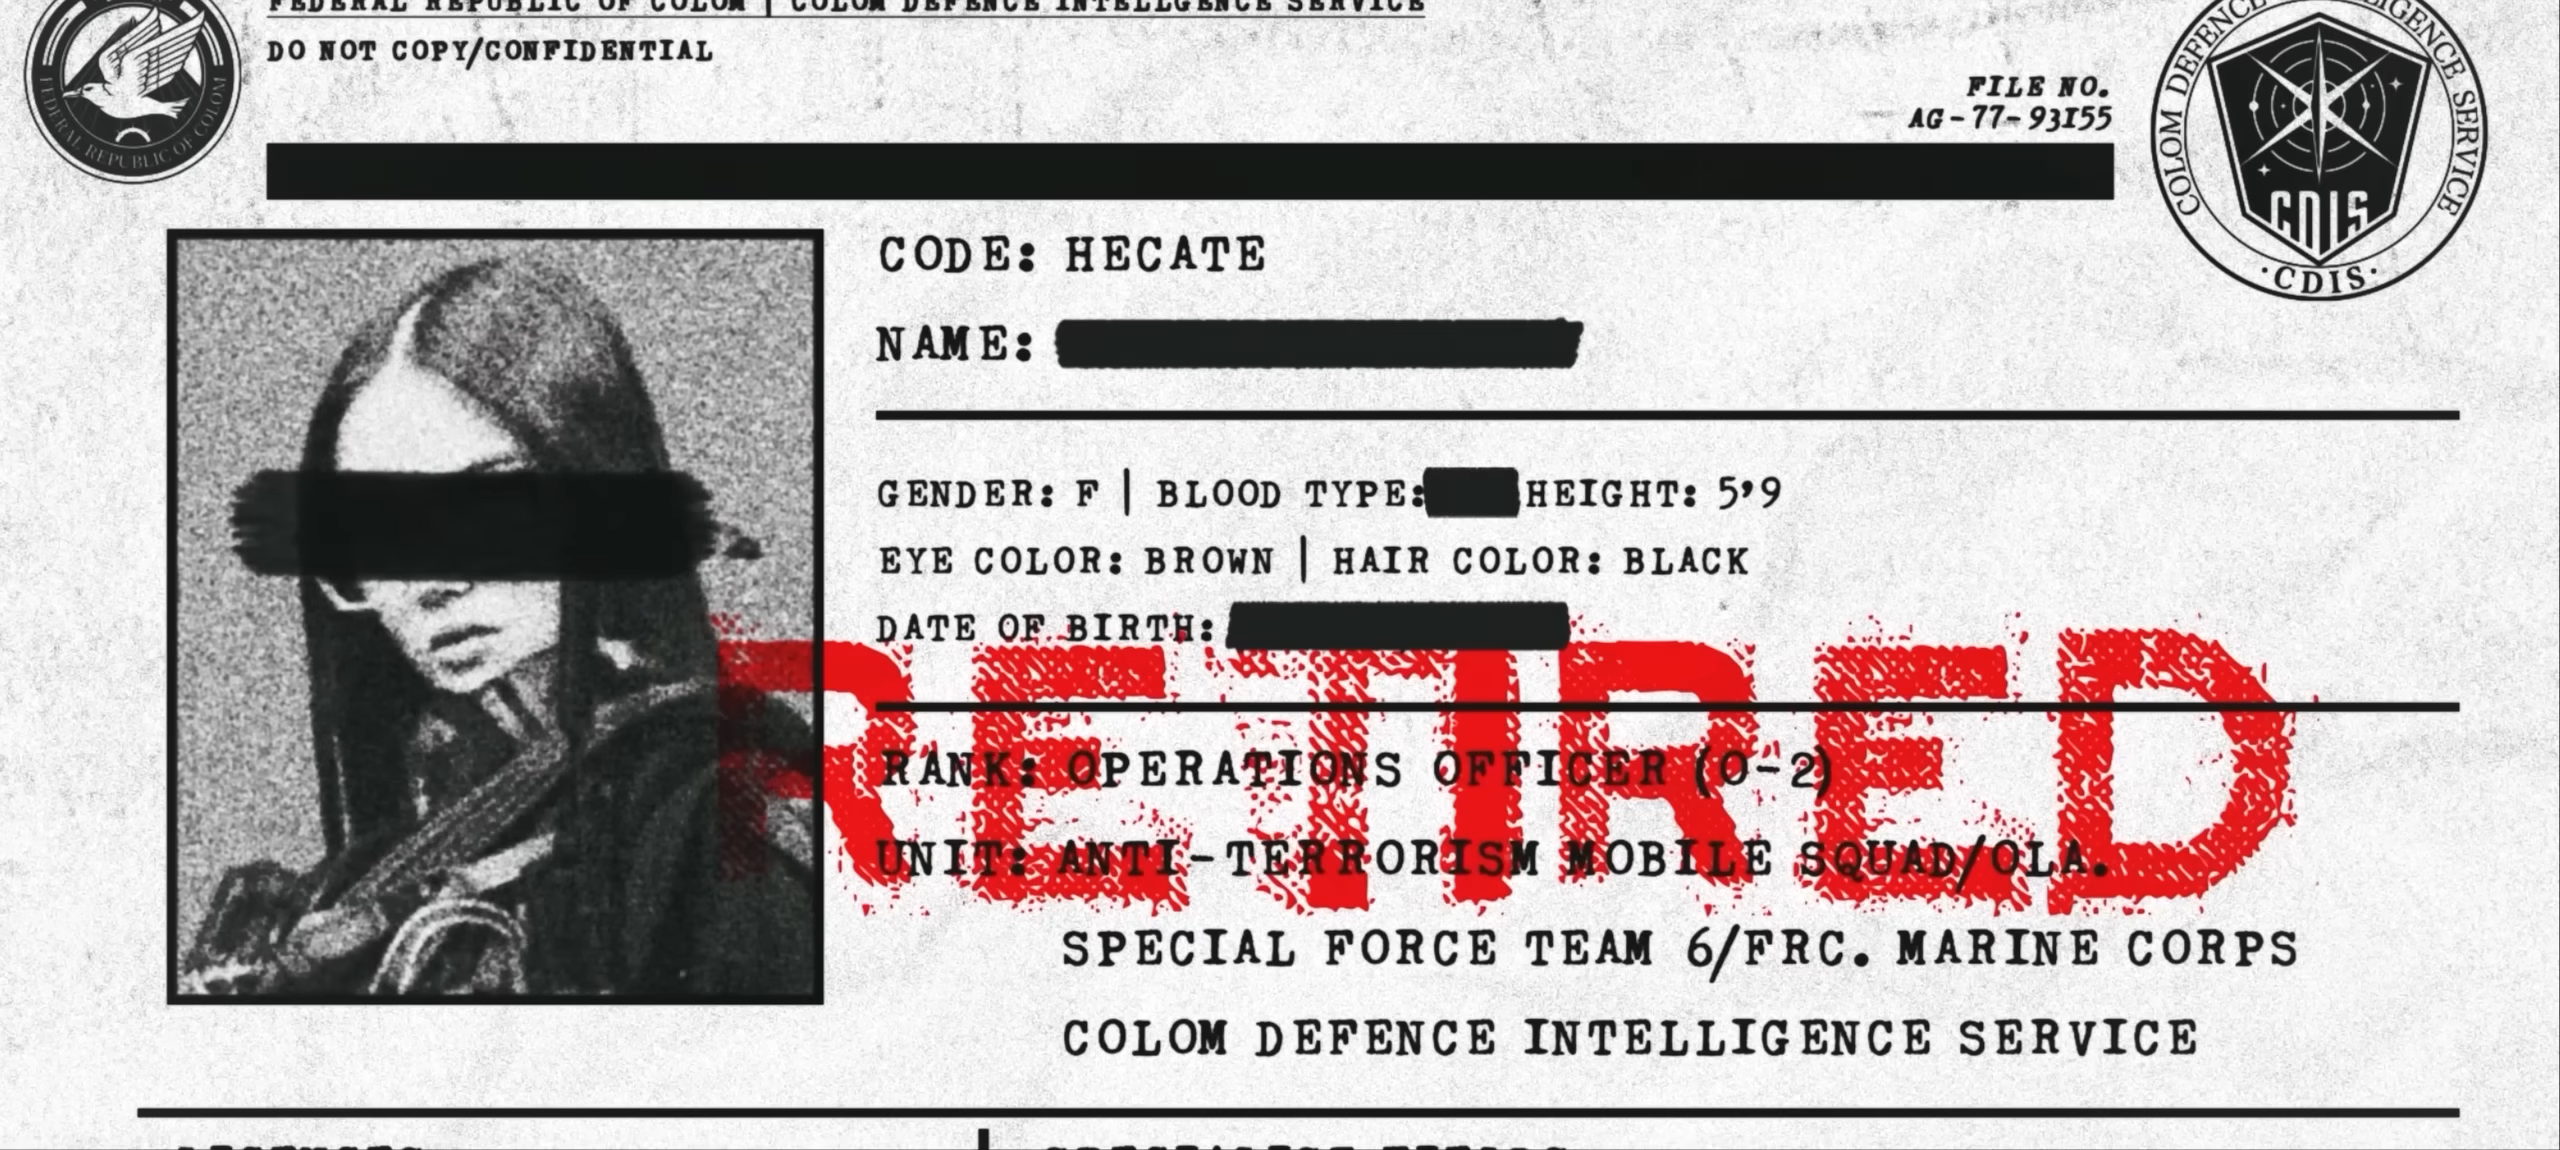 FEDERAL REPUBLIC OF COLOM | COLOM DEFENCE INTELLGENCE SERVICE
DO NOT COPY/CONFIDENTIAL
FEDERAL REPUBLIC OF COLOM
FILE NO.
AG-77-93155
COLOM DEFENCE INTELLIGENCE SERVICE
CDIS
·CDIS·
CODE: HECATE
NAME:
GENDER: F | BLOOD TYPE: HEIGHT: 5'9
EYE COLOR: BROWN | HAIR COLOR: BLACK
DATE OF BIRTH:
RETIRED
RANK: OPERATIONS OFFICER (O-2)
UNIT: ANTI-TERRORISM MOBILE SQUAD/OLA.
SPECIAL FORCE TEAM 6/FRC. MARINE CORPS
COLOM DEFENCE INTELLIGENCE SERVICE